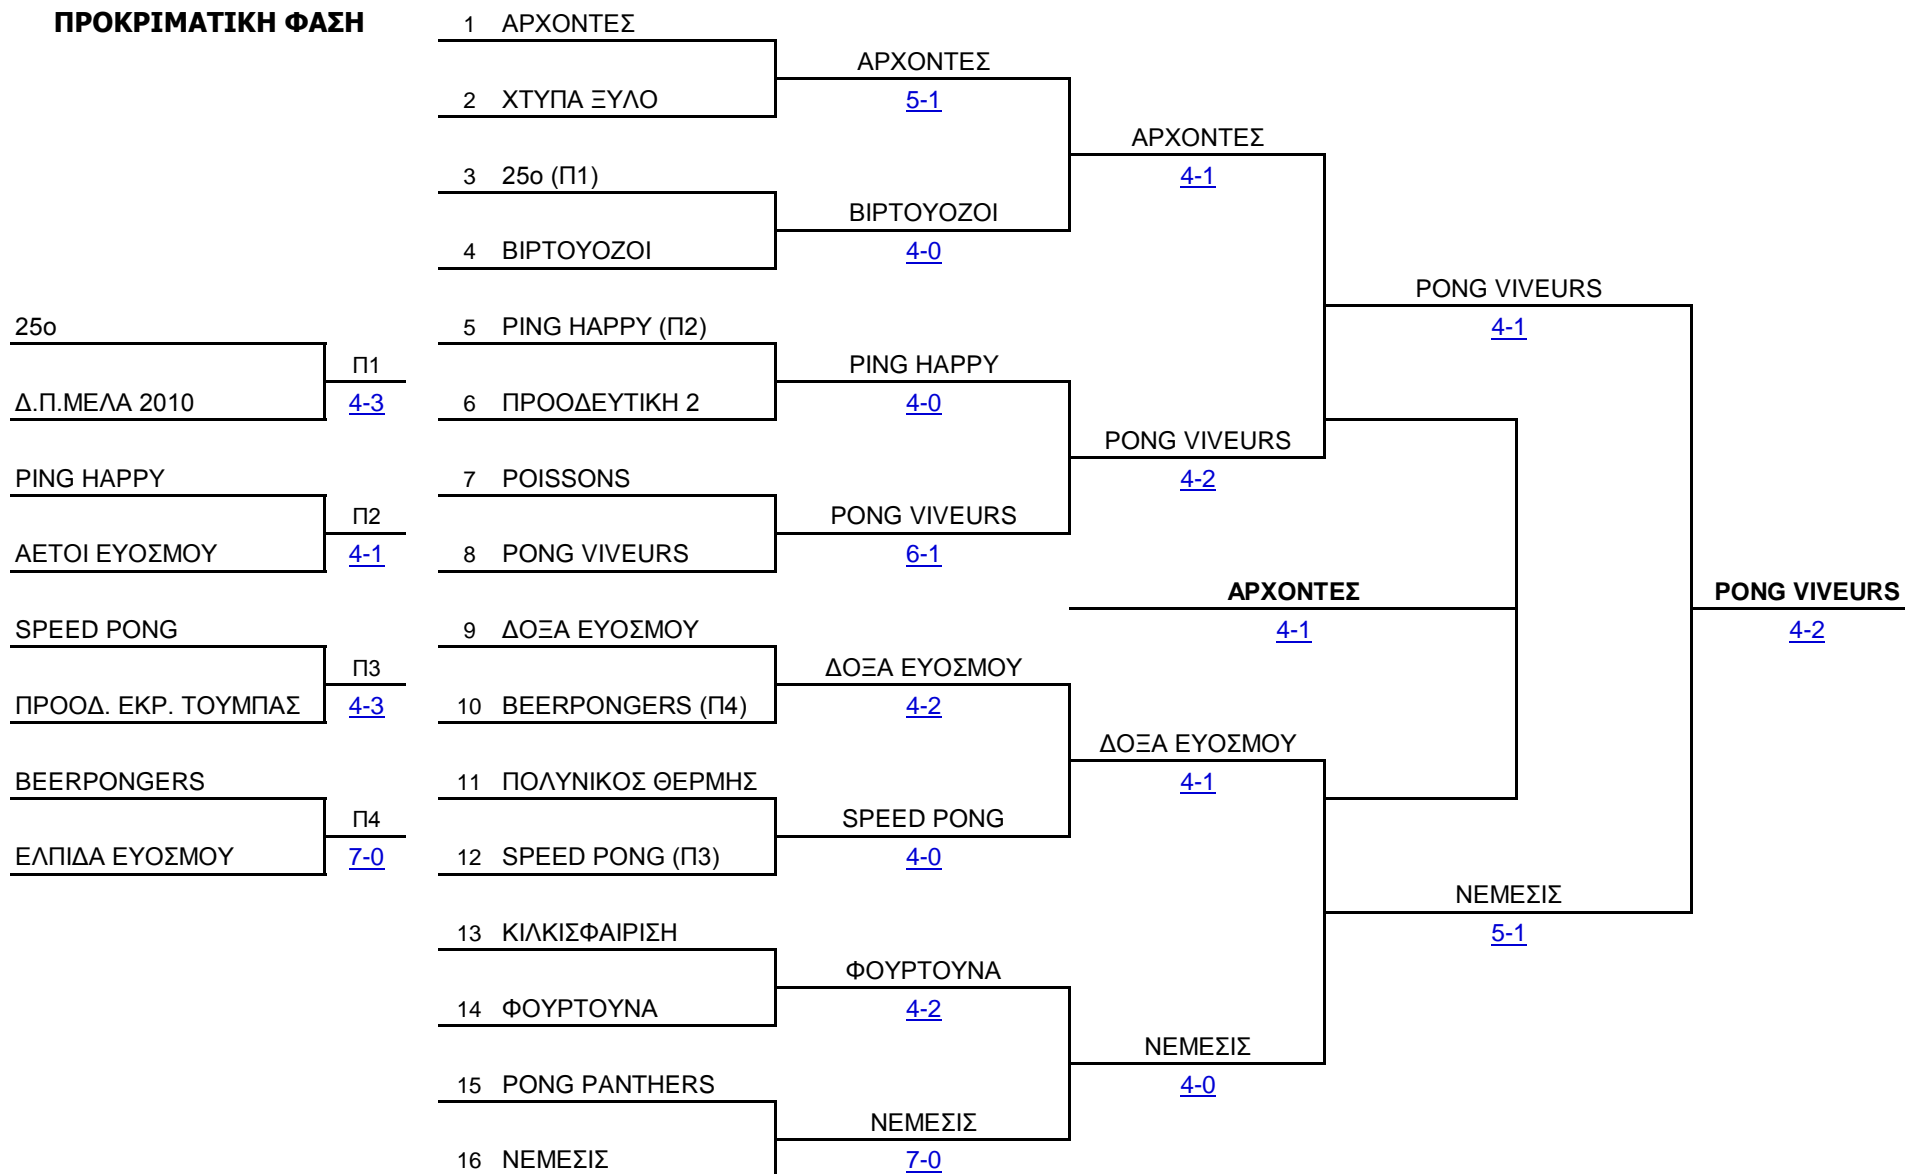 ΠΡΟΚΡΙΜΑΤΙΚΗ ΦΑΣΗ
25ο
Δ.Π.ΜΕΛΑ 2010
Π1
4-3
PING HAPPY
ΑΕΤΟΙ ΕΥΟΣΜΟΥ
Π2
4-1
SPEED PONG
ΠΡΟΟΔ. ΕΚΡ. ΤΟΥΜΠΑΣ
Π3
4-3
BEERPONGERS
ΕΛΠΙΔΑ ΕΥΟΣΜΟΥ
Π4
7-0
1 ΑΡΧΟΝΤΕΣ
2 ΧΤΥΠΑ ΞΥΛΟ
3 25ο (Π1)
4 ΒΙΡΤΟΥΟΖΟΙ
5 PING HAPPY (Π2)
6 ΠΡΟΟΔΕΥΤΙΚΗ 2
7 POISSONS
8 PONG VIVEURS
9 ΔΟΞΑ ΕΥΟΣΜΟΥ
10 BEERPONGERS (Π4)
11 ΠΟΛΥΝΙΚΟΣ ΘΕΡΜΗΣ
12 SPEED PONG (Π3)
13 ΚΙΛΚΙΣΦΑΙΡΙΣΗ
14 ΦΟΥΡΤΟΥΝΑ
15 PONG PANTHERS
16 ΝΕΜΕΣΙΣ
ΑΡΧΟΝΤΕΣ
5-1
ΒΙΡΤΟΥΟΖΟΙ
4-0
PING HAPPY
4-0
PONG VIVEURS
6-1
ΔΟΞΑ ΕΥΟΣΜΟΥ
4-2
SPEED PONG
4-0
ΦΟΥΡΤΟΥΝΑ
4-2
ΝΕΜΕΣΙΣ
7-0
ΑΡΧΟΝΤΕΣ
4-1
PONG VIVEURS
4-2
ΔΟΞΑ ΕΥΟΣΜΟΥ
4-1
ΝΕΜΕΣΙΣ
4-0
PONG VIVEURS
4-1
ΝΕΜΕΣΙΣ
5-1
ΑΡΧΟΝΤΕΣ
4-1
PONG VIVEURS
4-2